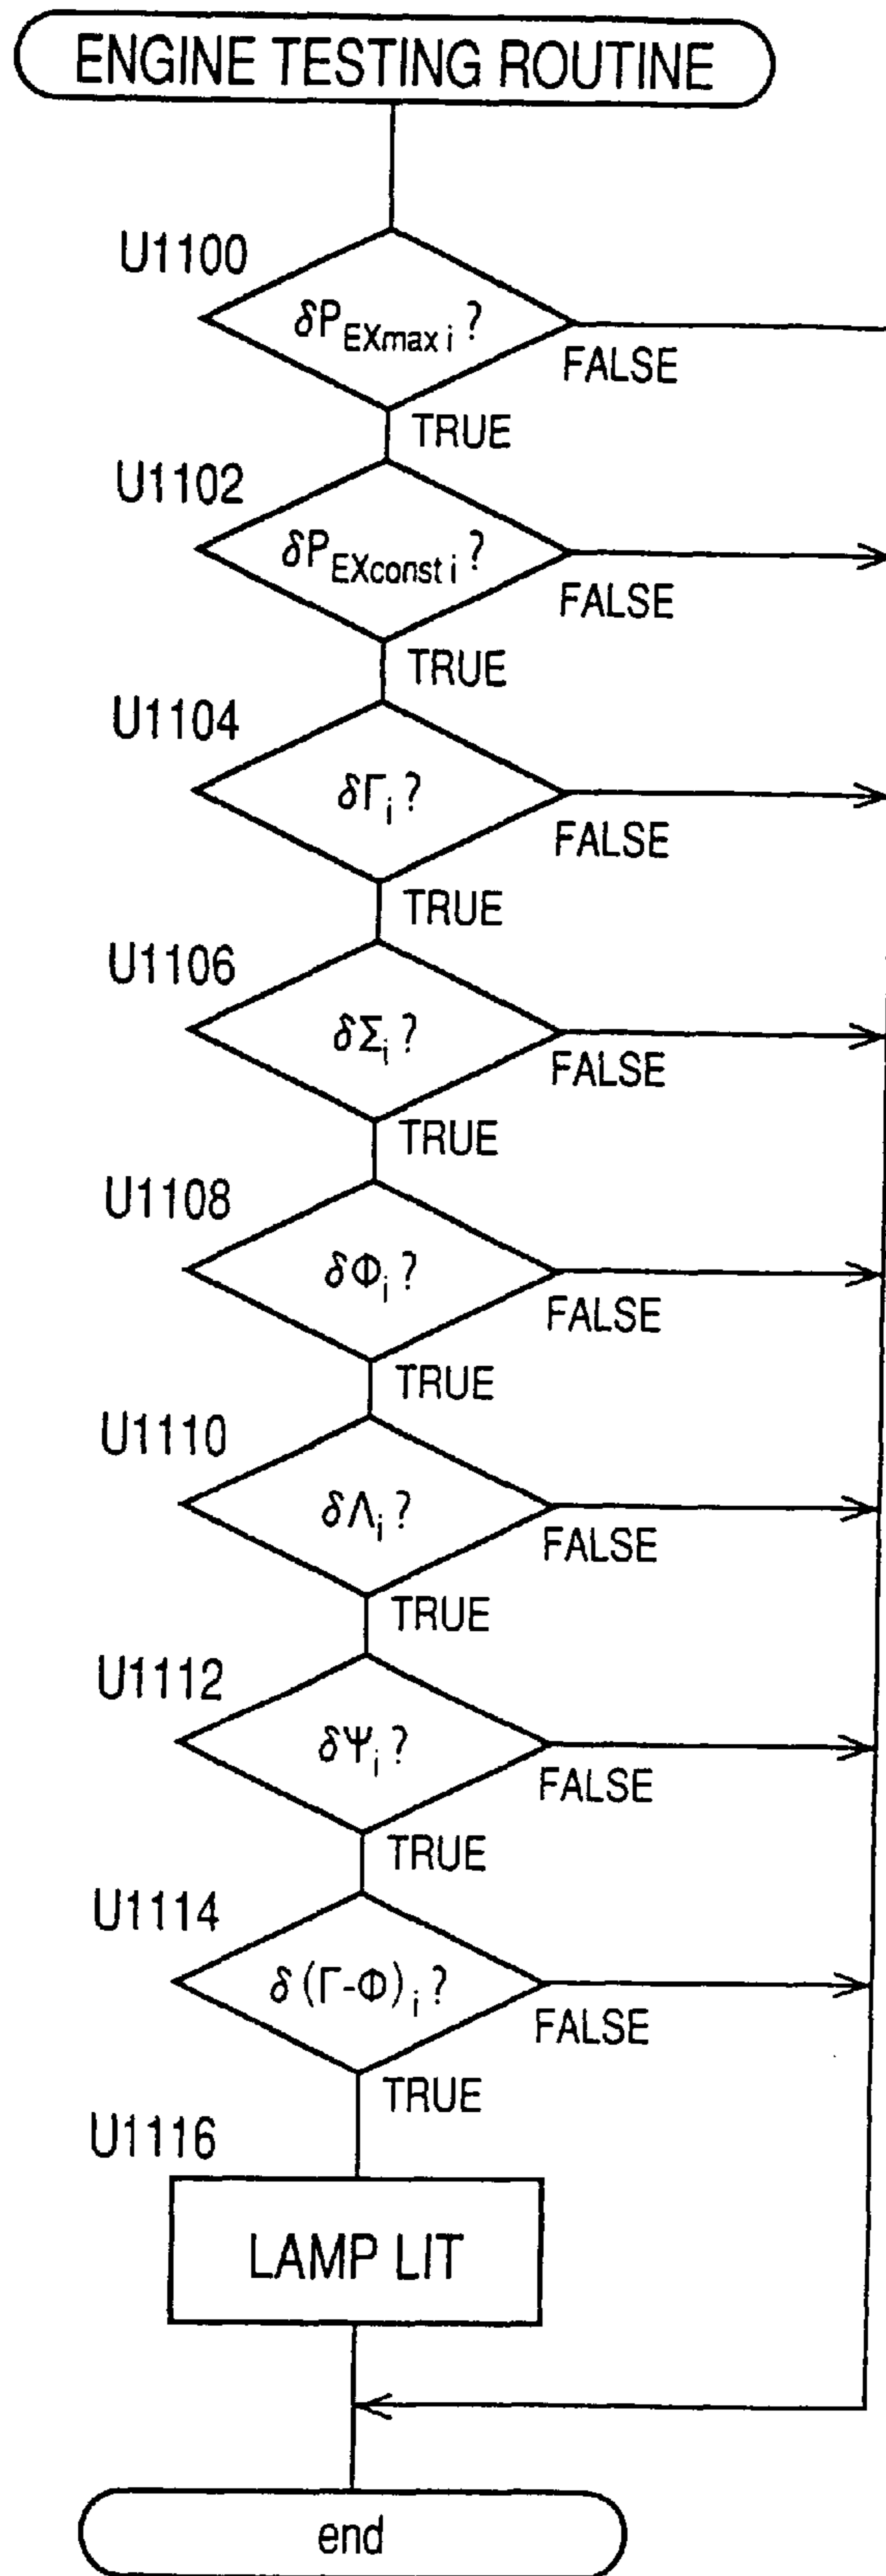 ENGINE TESTING ROUTINE
U1100
δP_EXmax i ?
FALSE
TRUE
U1102
δP_EXconst i ?
FALSE
TRUE
U1104
δΓ_i ?
FALSE
TRUE
U1106
δΣ_i ?
FALSE
TRUE
U1108
δΦ_i ?
FALSE
TRUE
U1110
δΛ_i ?
FALSE
TRUE
U1112
δΨ_i ?
FALSE
TRUE
U1114
δ(Γ-Φ)_i ?
FALSE
TRUE
U1116
LAMP LIT
end